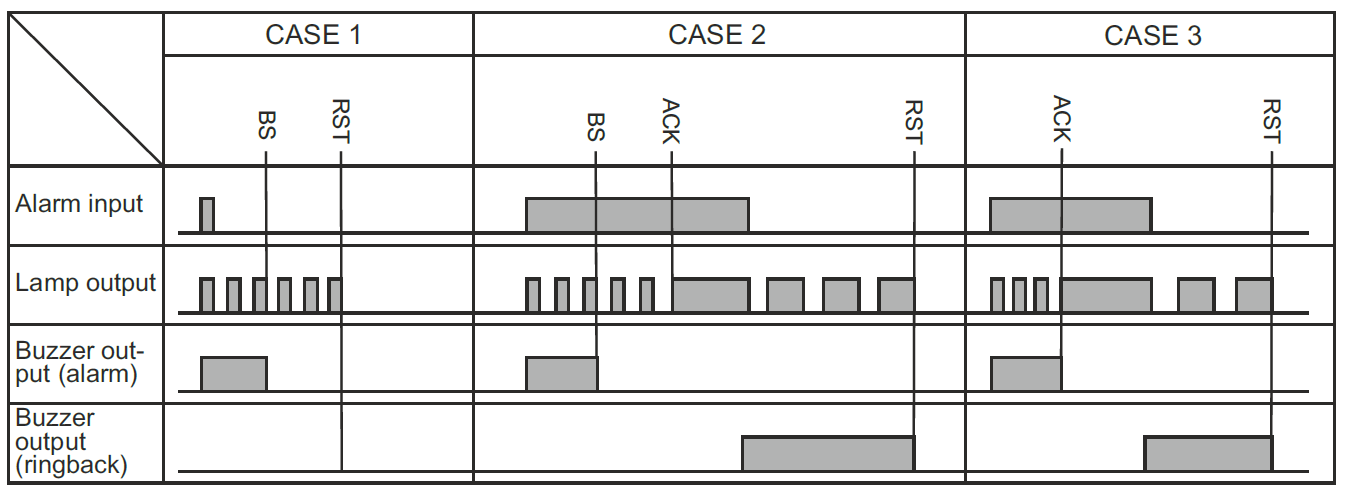 CASE 1
CASE 2
CASE 3
BS
RST
BS
ACK
RST
ACK
RST
Alarm input
Lamp output
Buzzer out-
put (alarm)
Buzzer
output
(ringback)